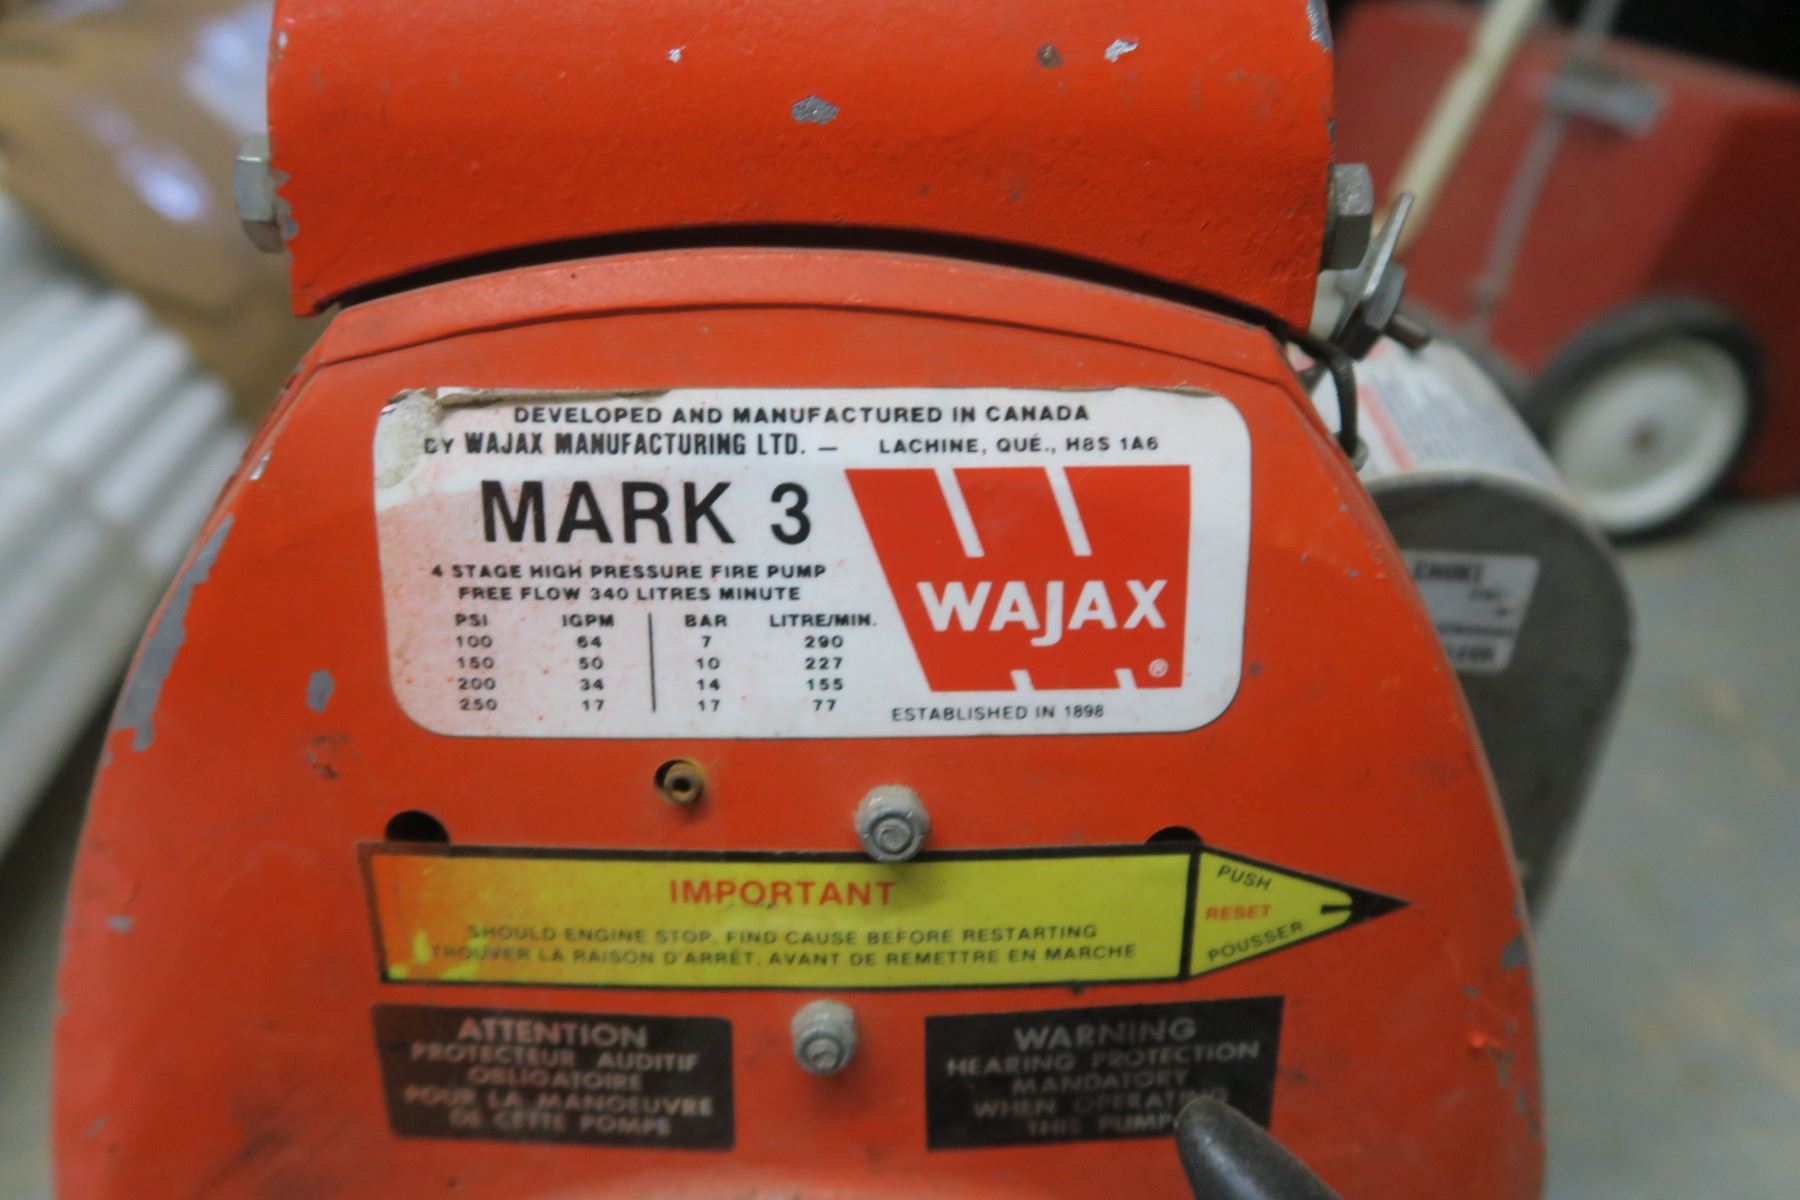 DEVELOPED AND MANUFACTURED IN CANADA
BY WAJAX MANUFACTURING LTD. — LACHINE, QUÉ., H8S 1A6
MARK 3
4 STAGE HIGH PRESSURE FIRE PUMP
FREE FLOW 340 LITRES MINUTE
PSI IGPM BAR LITRE/MIN.
100 64 7 290
150 50 10 227
200 34 14 155
250 17 17 77
WAJAX ®
ESTABLISHED IN 1898
IMPORTANT
SHOULD ENGINE STOP, FIND CAUSE BEFORE RESTARTING
TROUVER LA RAISON D'ARRÊT, AVANT DE REMETTRE EN MARCHE
PUSH
RESET
POUSSER
ATTENTION
PROTECTEUR AUDITIF
OBLIGATOIRE
POUR LA MANOEUVRE
DE CETTE POMPE
WARNING
HEARING PROTECTION
MANDATORY
WHEN OPERATING
THIS PUMP